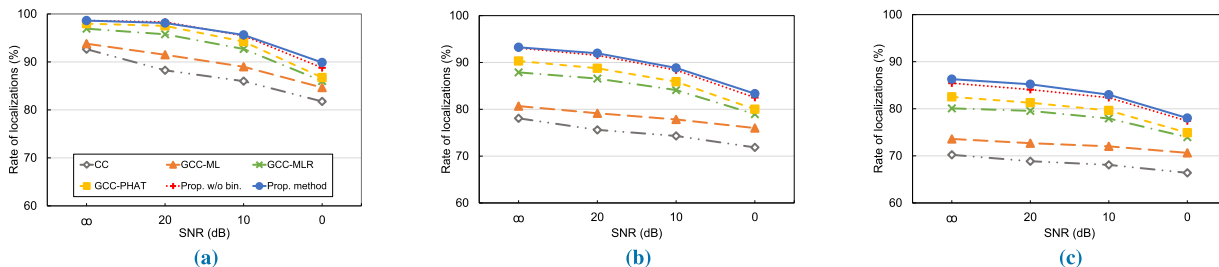 100
90
80
70
60
Rate of localizations (%)
CC
GCC-ML
GCC-MLR
GCC-PHAT
Prop. w/o bin.
Prop. method
∞
20
10
0
SNR (dB)
(a)
100
90
80
70
60
Rate of localizations (%)
∞
20
10
0
SNR (dB)
(b)
100
90
80
70
60
Rate of localizations (%)
∞
20
10
0
SNR (dB)
(c)